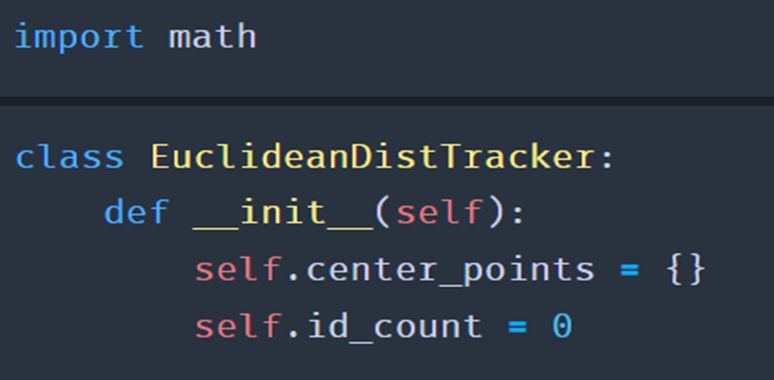 import math
class EuclideanDistTracker:
    def __init__(self):
        self.center_points = {}
        self.id_count = 0